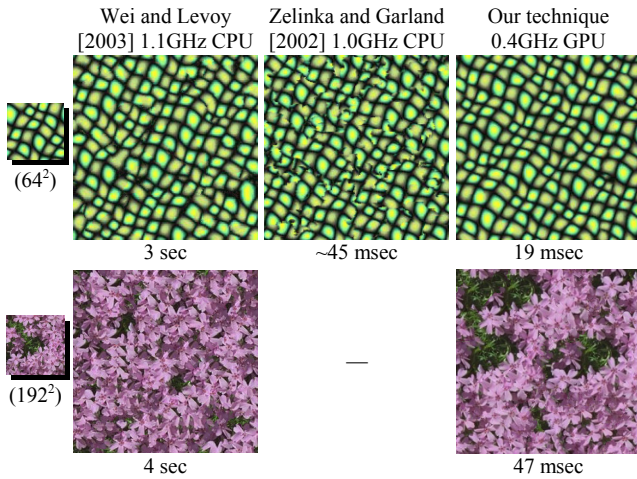 Wei and Levoy
[2003] 1.1GHz CPU
Zelinka and Garland
[2002] 1.0GHz CPU
Our technique
0.4GHz GPU
(64²)
3 sec
~45 msec
19 msec
(192²)
—
4 sec
47 msec